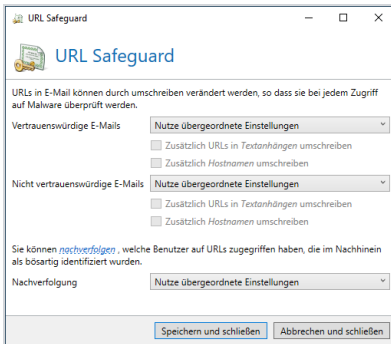 URL Safeguard
URL Safeguard
URLs in E-Mail können durch umschreiben verändert werden, so dass sie bei jedem Zugriff
auf Malware überprüft werden.
Vertrauenswürdige E-Mails
Nutze übergeordnete Einstellungen
Zusätzlich URLs in Textanhängen umschreiben
Zusätzlich Hostnamen umschreiben
Nicht vertrauenswürdige E-Mails
Nutze übergeordnete Einstellungen
Zusätzlich URLs in Textanhängen umschreiben
Zusätzlich Hostnamen umschreiben
Sie können nachverfolgen , welche Benutzer auf URLs zugegriffen haben, die im Nachhinein
als bösartig identifiziert wurden.
Nachverfolgung
Nutze übergeordnete Einstellungen
Speichern und schließen
Abbrechen und schließen